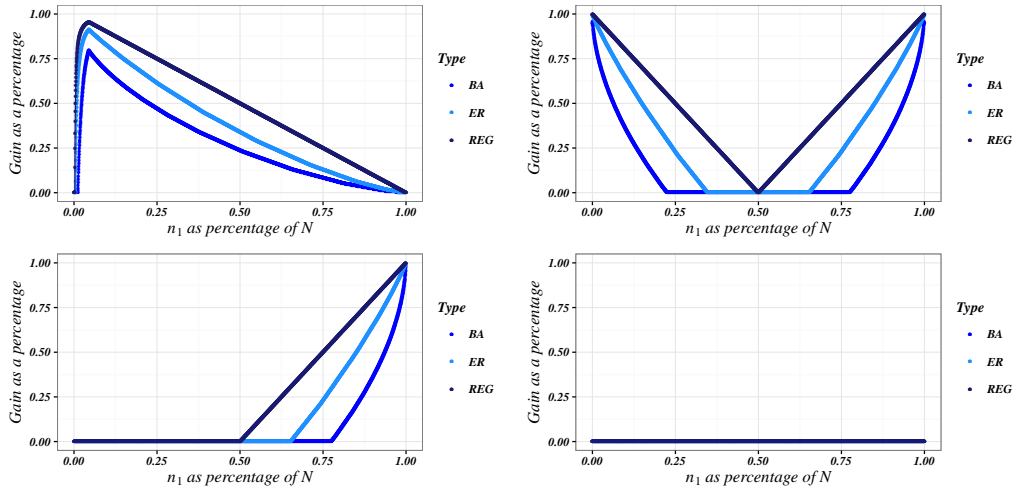 Gain as a percentage
1.00
0.75
0.50
0.25
0.00
0.00 0.25 0.50 0.75 1.00
n₁ as percentage of N
Type
BA
ER
REG
Gain as a percentage
1.00
0.75
0.50
0.25
0.00
0.00 0.25 0.50 0.75 1.00
n₁ as percentage of N
Type
BA
ER
REG
Gain as a percentage
1.00
0.75
0.50
0.25
0.00
0.00 0.25 0.50 0.75 1.00
n₁ as percentage of N
Type
BA
ER
REG
Gain as a percentage
1.00
0.75
0.50
0.25
0.00
0.00 0.25 0.50 0.75 1.00
n₁ as percentage of N
Type
BA
ER
REG